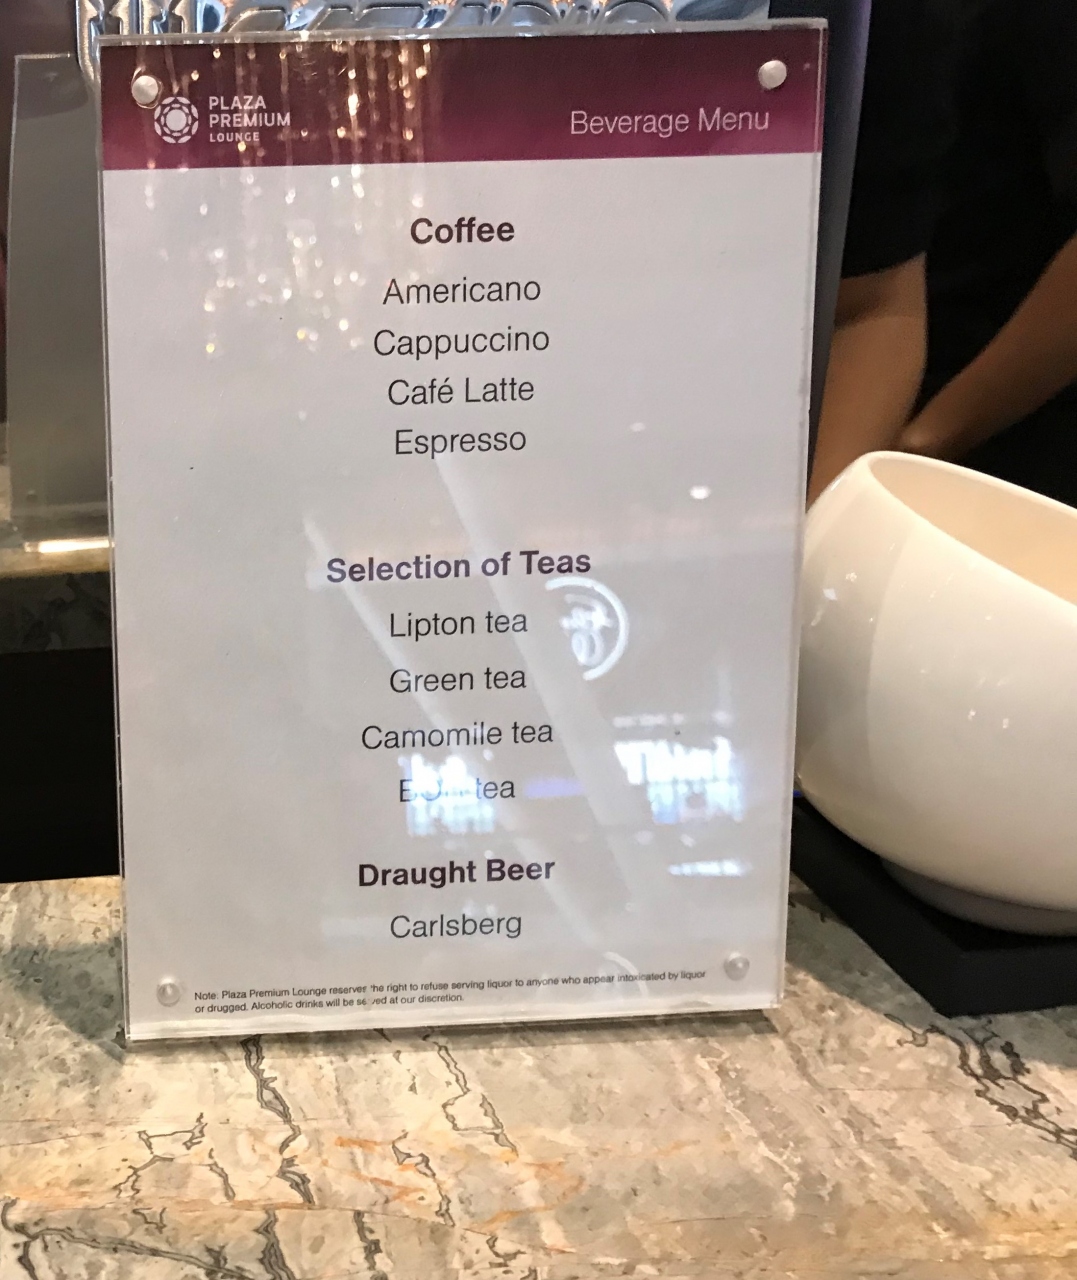 PLAZA
PREMIUM
LOUNGE
Beverage Menu
Coffee
Americano
Cappuccino
Café Latte
Espresso
Selection of Teas
Lipton tea
Green tea
Camomile tea
tea
Draught Beer
Carlsberg
Note: Plaza Premium Lounge reserves the right to refuse serving liquor to anyone who appear intoxicated by liquor
or drugged. Alcoholic drinks will be served at our discretion.